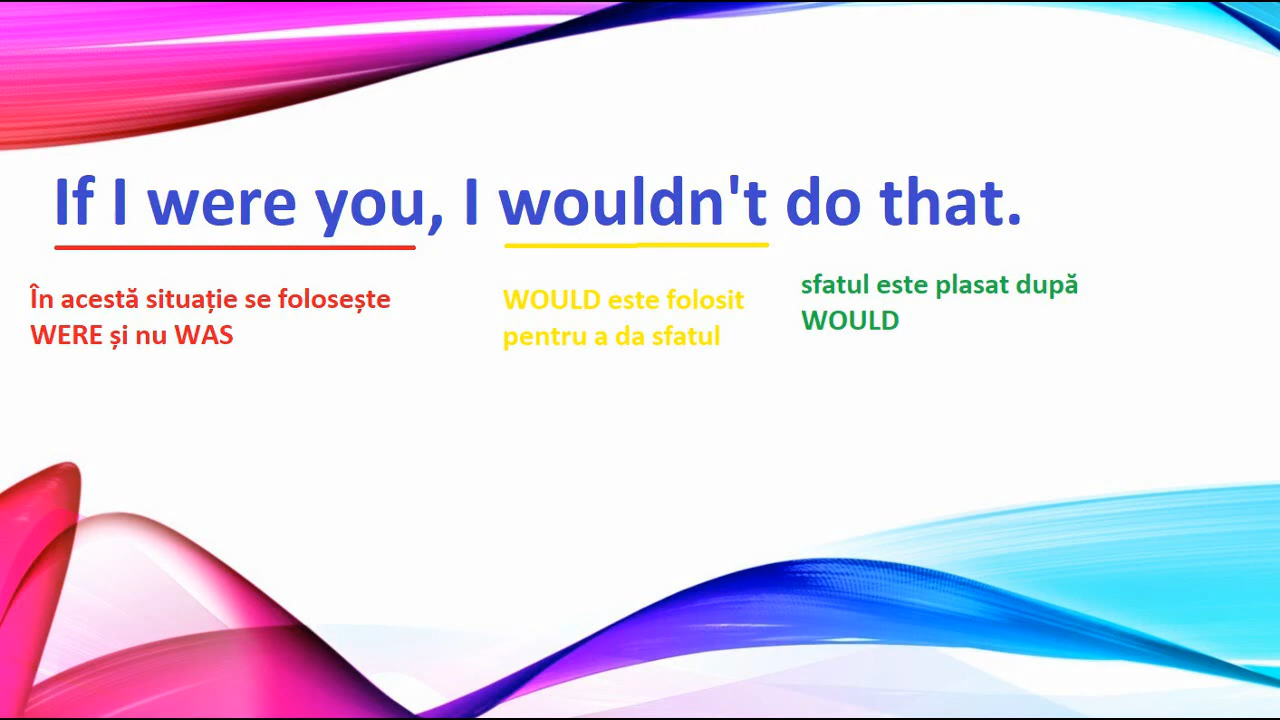 If I were you, I wouldn't do that.
În acestă situație se folosește
WERE și nu WAS
WOULD este folosit
pentru a da sfatul
sfatul este plasat după
WOULD